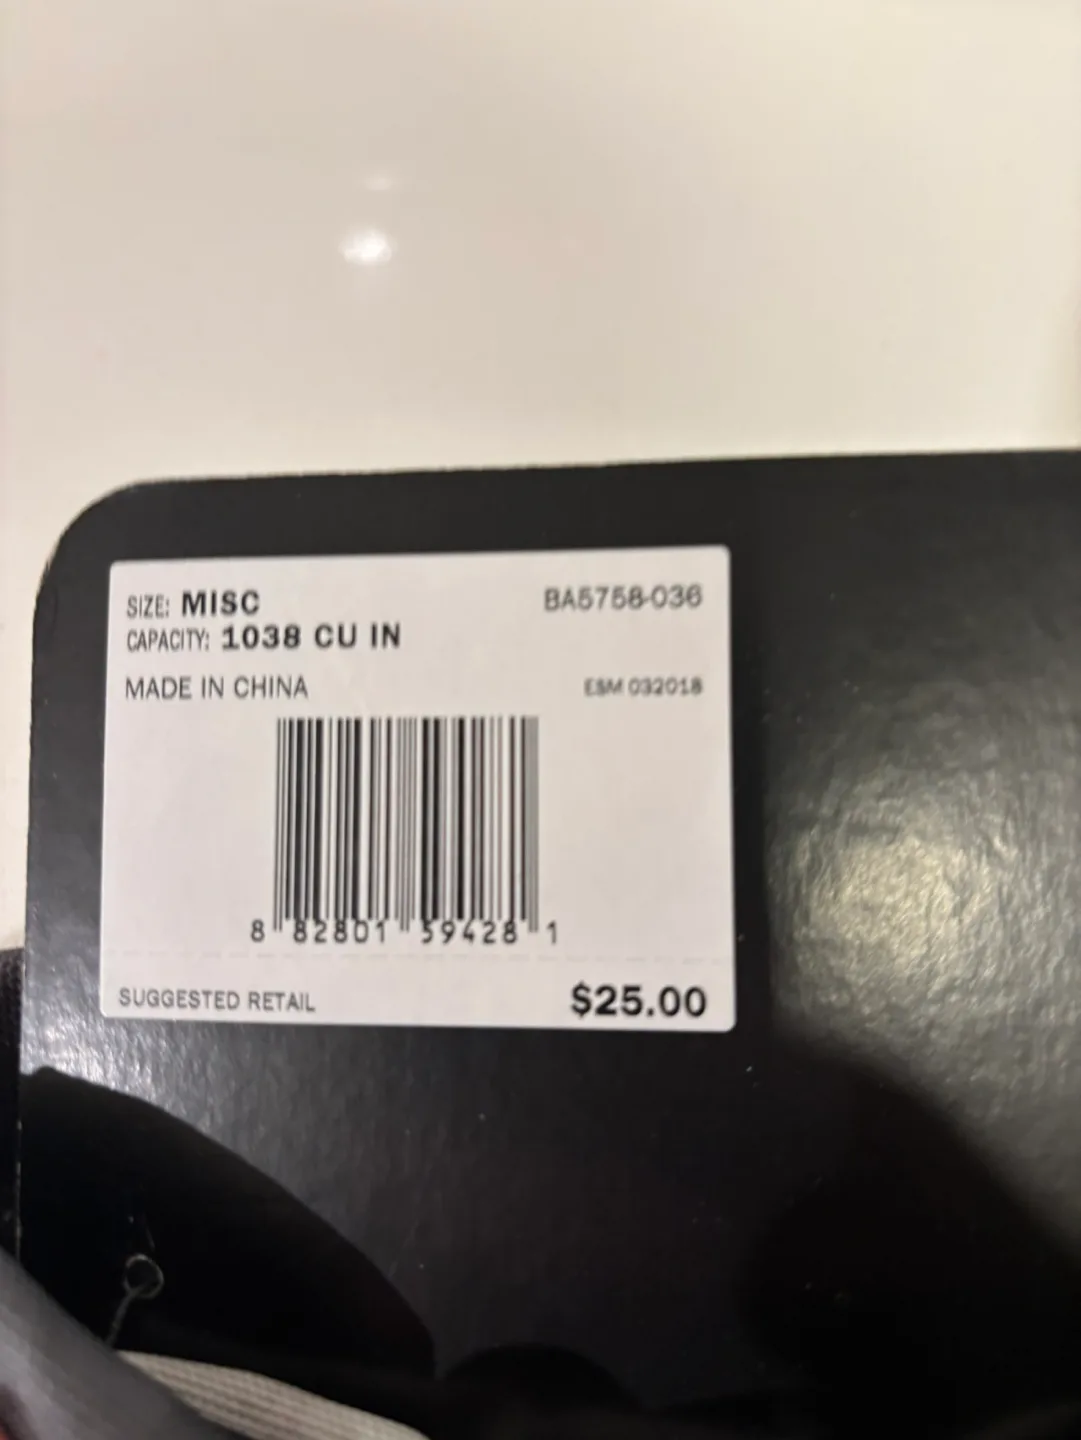 SIZE: MISC
BA5758-036
CAPACITY: 1038 CU IN
MADE IN CHINA
ESM 032018
8 82801 59428 1
SUGGESTED RETAIL
$25.00